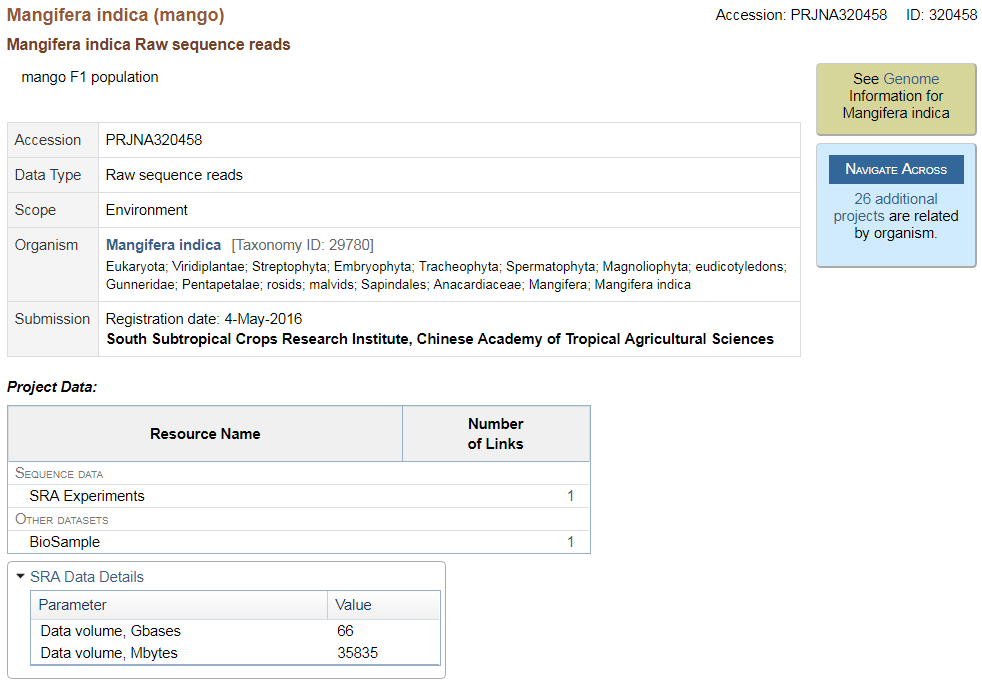 Mangifera indica (mango)
Accession: PRJNA320458 ID: 320458
Mangifera indica Raw sequence reads
mango F1 population
See Genome
Information for
Mangifera indica
Navigate Across
26 additional
projects are related
by organism.
Accession PRJNA320458
Data Type Raw sequence reads
Scope Environment
Organism Mangifera indica [Taxonomy ID: 29780]
Eukaryota; Viridiplantae; Streptophyta; Embryophyta; Tracheophyta; Spermatophyta; Magnoliophyta; eudicotyledons;
Gunneridae; Pentapetalae; rosids; malvids; Sapindales; Anacardiaceae; Mangifera; Mangifera indica
Submission Registration date: 4-May-2016
South Subtropical Crops Research Institute, Chinese Academy of Tropical Agricultural Sciences
Project Data:
Resource Name Number
of Links
Sequence data
SRA Experiments 1
Other datasets
BioSample 1
SRA Data Details
Parameter Value
Data volume, Gbases 66
Data volume, Mbytes 35835